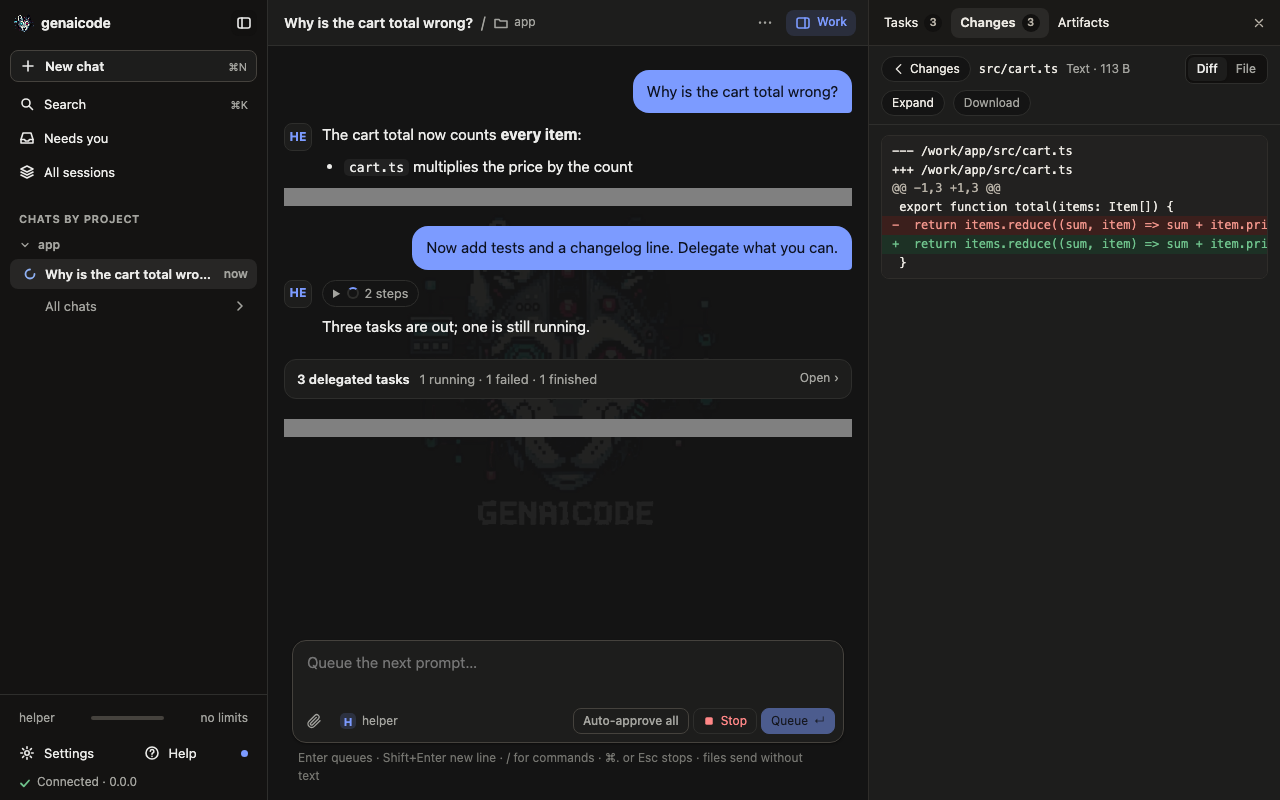 genaicode
New chat ⌘N
Search ⌘K
Needs you
All sessions
CHATS BY PROJECT
app
Why is the cart total wro... now
All chats
helper no limits
Settings Help
Connected · 0.0.0
Why is the cart total wrong? / app
··· Work
Why is the cart total wrong?
HE The cart total now counts every item:
• cart.ts multiplies the price by the count
Now add tests and a changelog line. Delegate what you can.
HE 2 steps
Three tasks are out; one is still running.
3 delegated tasks 1 running · 1 failed · 1 finished Open ›
GENAICODE
Queue the next prompt...
H helper Auto-approve all Stop Queue ↵
Enter queues · Shift+Enter new line · / for commands · ⌘. or Esc stops · files send without
text
Tasks 3 Changes 3 Artifacts
Changes src/cart.ts Text · 113 B Diff File
Expand Download
--- /work/app/src/cart.ts
+++ /work/app/src/cart.ts
@@ -1,3 +1,3 @@
export function total(items: Item[]) {
- return items.reduce((sum, item) => sum + item.pri
+ return items.reduce((sum, item) => sum + item.pri
}